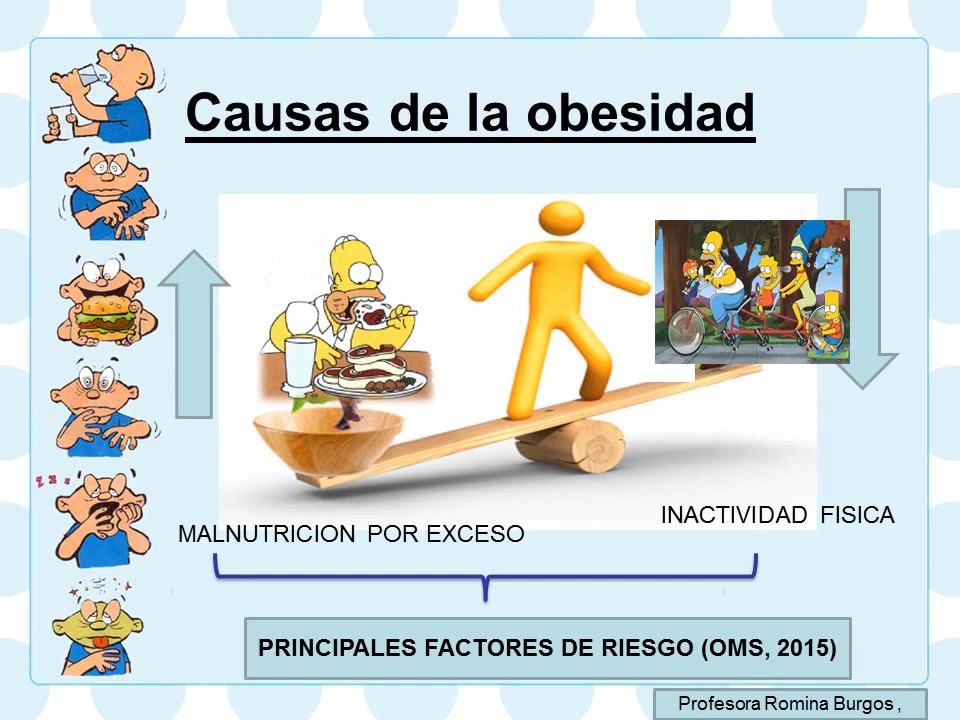 Causas de la obesidad
z z z
MALNUTRICION POR EXCESO
INACTIVIDAD FISICA
PRINCIPALES FACTORES DE RIESGO (OMS, 2015)
Profesora Romina Burgos ,